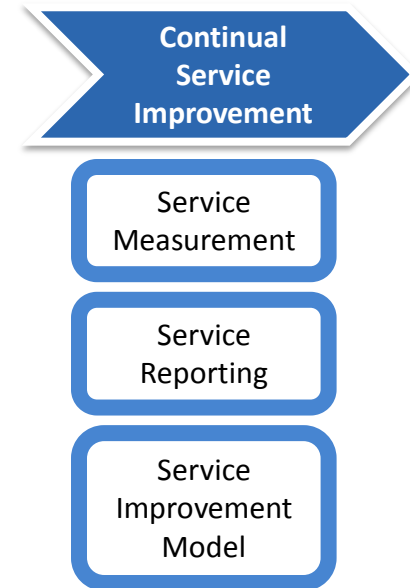 Continual
Service
Improvement
Service
Measurement
Service
Reporting
Service
Improvement
Model